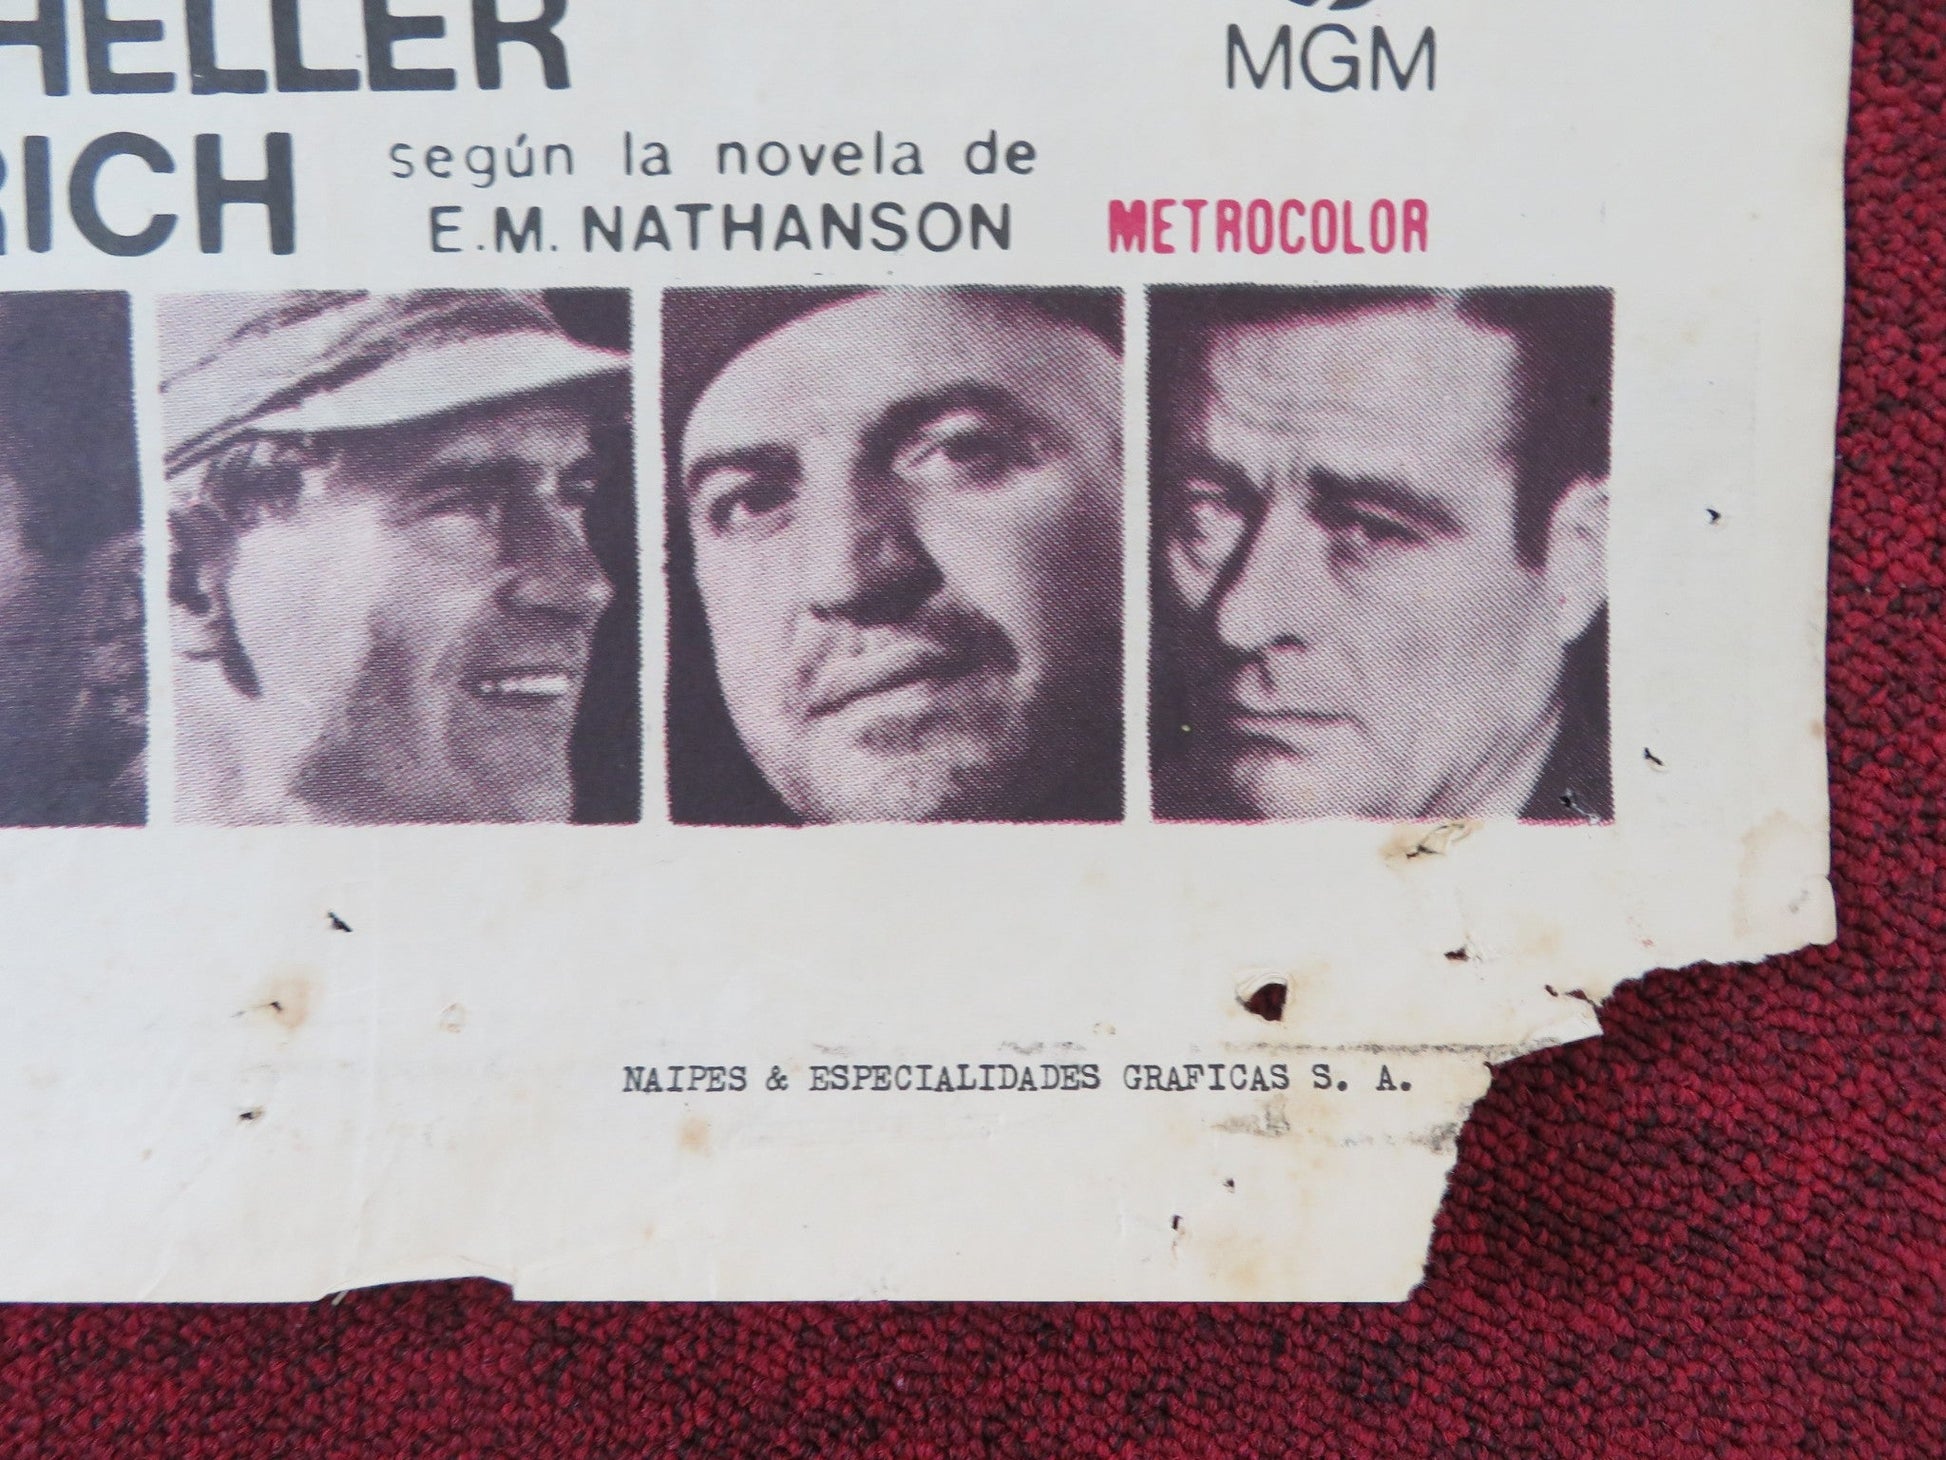 HELLER
MGM
RICH
según la novela de
E.M. NATHANSON
METROCOLOR
NAIPES & ESPECIALIDADES GRAFICAS S. A.